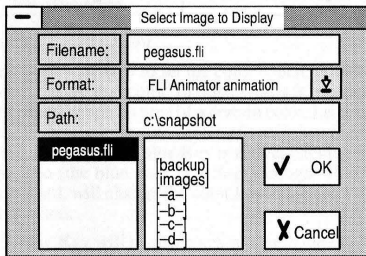 Select Image to Display
Filename: pegasus.fli
Format: FLI Animator animation
Path: c:\snapshot
pegasus.fli
[backup]
[images]
[-a-]
[-b-]
[-c-]
[-d-]
OK
Cancel